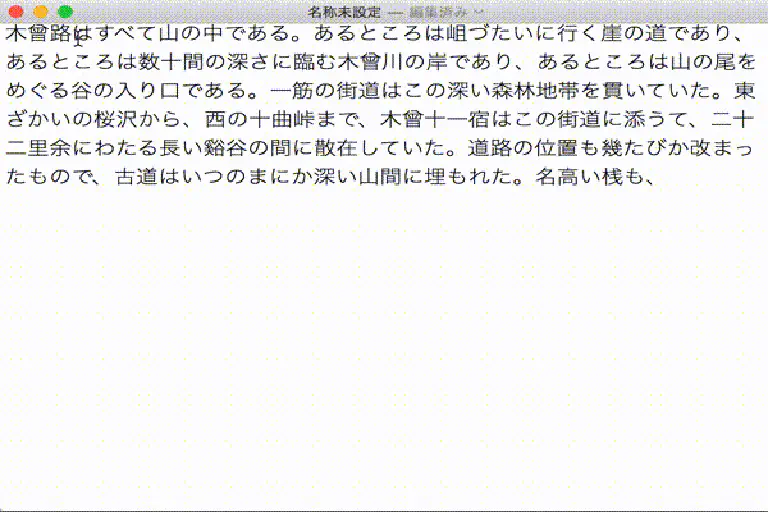 名称未設定 — 編集済み
木曾路はすべて山の中である。あるところは岨づたいに行く崖の道であり、
あるところは数十間の深さに臨む木曾川の岸であり、あるところは山の尾を
めぐる谷の入り口である。一筋の街道はこの深い森林地帯を貫いていた。東
ざかいの桜沢から、西の十曲峠まで、木曾十一宿はこの街道に添うて、二十
二里余にわたる長い谿谷の間に散在していた。道路の位置も幾たびか改まっ
たもので、古道はいつのまにか深い山間に埋もれた。名高い桟も、